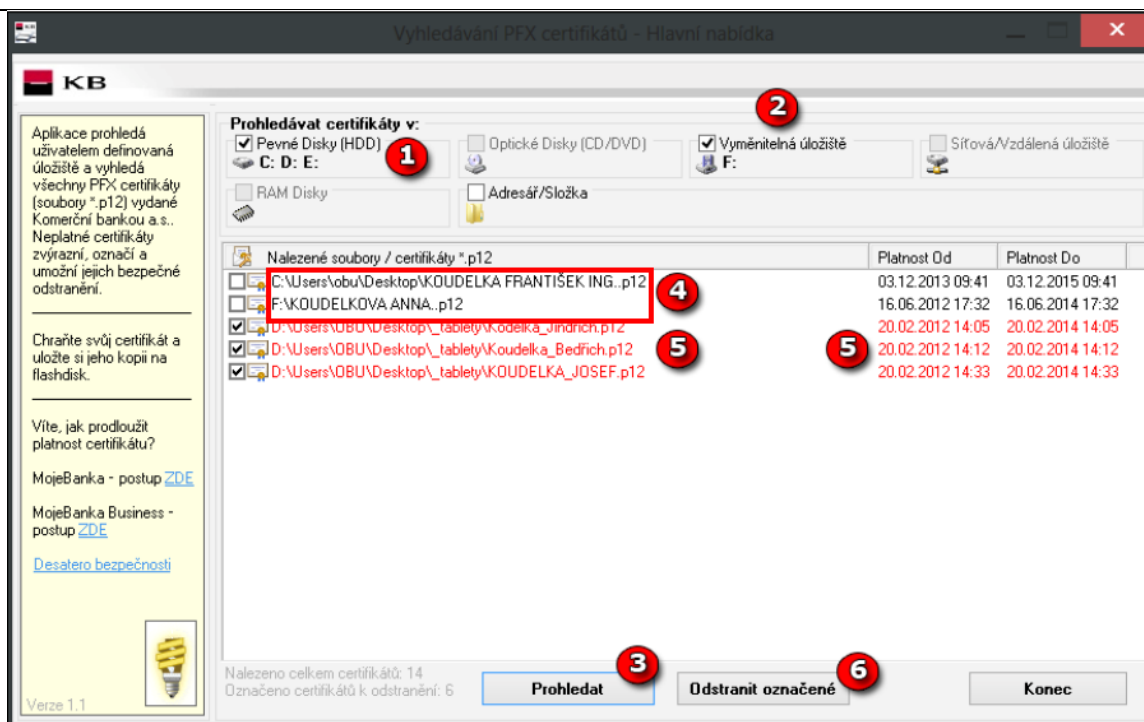 Vyhledávání PFX certifikátů - Hlavní nabídka
KB
Aplikace prohledá
uživatelem definovaná
úložiště a vyhledá
všechny PFX certifikáty
(soubory *.p12) vydané
Komerční bankou a.s..
Neplatné certifikáty
zvýrazní, označí a
umožní jejich bezpečné
odstranění.
Chraňte svůj certifikát a
uložte si jeho kopii na
flashdisk.
Víte, jak prodloužit
platnost certifikátu?
MojeBanka - postup ZDE
MojeBanka Business -
postup ZDE
Desatero bezpečnosti
Verze 1.1
Prohledávat certifikáty v:
2
Pevné Disky (HDD)
C: D: E:
1
Optické Disky (CD/DVD)
Vyměnitelná úložiště
F:
Síťová/Vzdálená úložiště
RAM Disky
Adresář/Složka
Nalezené soubory / certifikáty *.p12 Platnost Od Platnost Do
C:\Users\obu\Desktop\KOUDELKA FRANTIŠEK ING..p12 03.12.2013 09:41 03.12.2015 09:41
4
F:\KOUDELKOVA ANNA..p12 16.06.2012 17:32 16.06.2014 17:32
D:\Users\OBU\Desktop\_tablety\Kodelka_Jindřich.p12 20.02.2012 14:05 20.02.2014 14:05
D:\Users\OBU\Desktop\_tablety\Koudelka_Bedřich.p12 5 5 20.02.2012 14:12 20.02.2014 14:12
D:\Users\OBU\Desktop\_tablety\KOUDELKA_JOSEF.p12 20.02.2012 14:33 20.02.2014 14:33
Nalezeno celkem certifikátů: 14
Označeno certifikátů k odstranění: 6
3
Prohledat
6
Odstranit označené
Konec